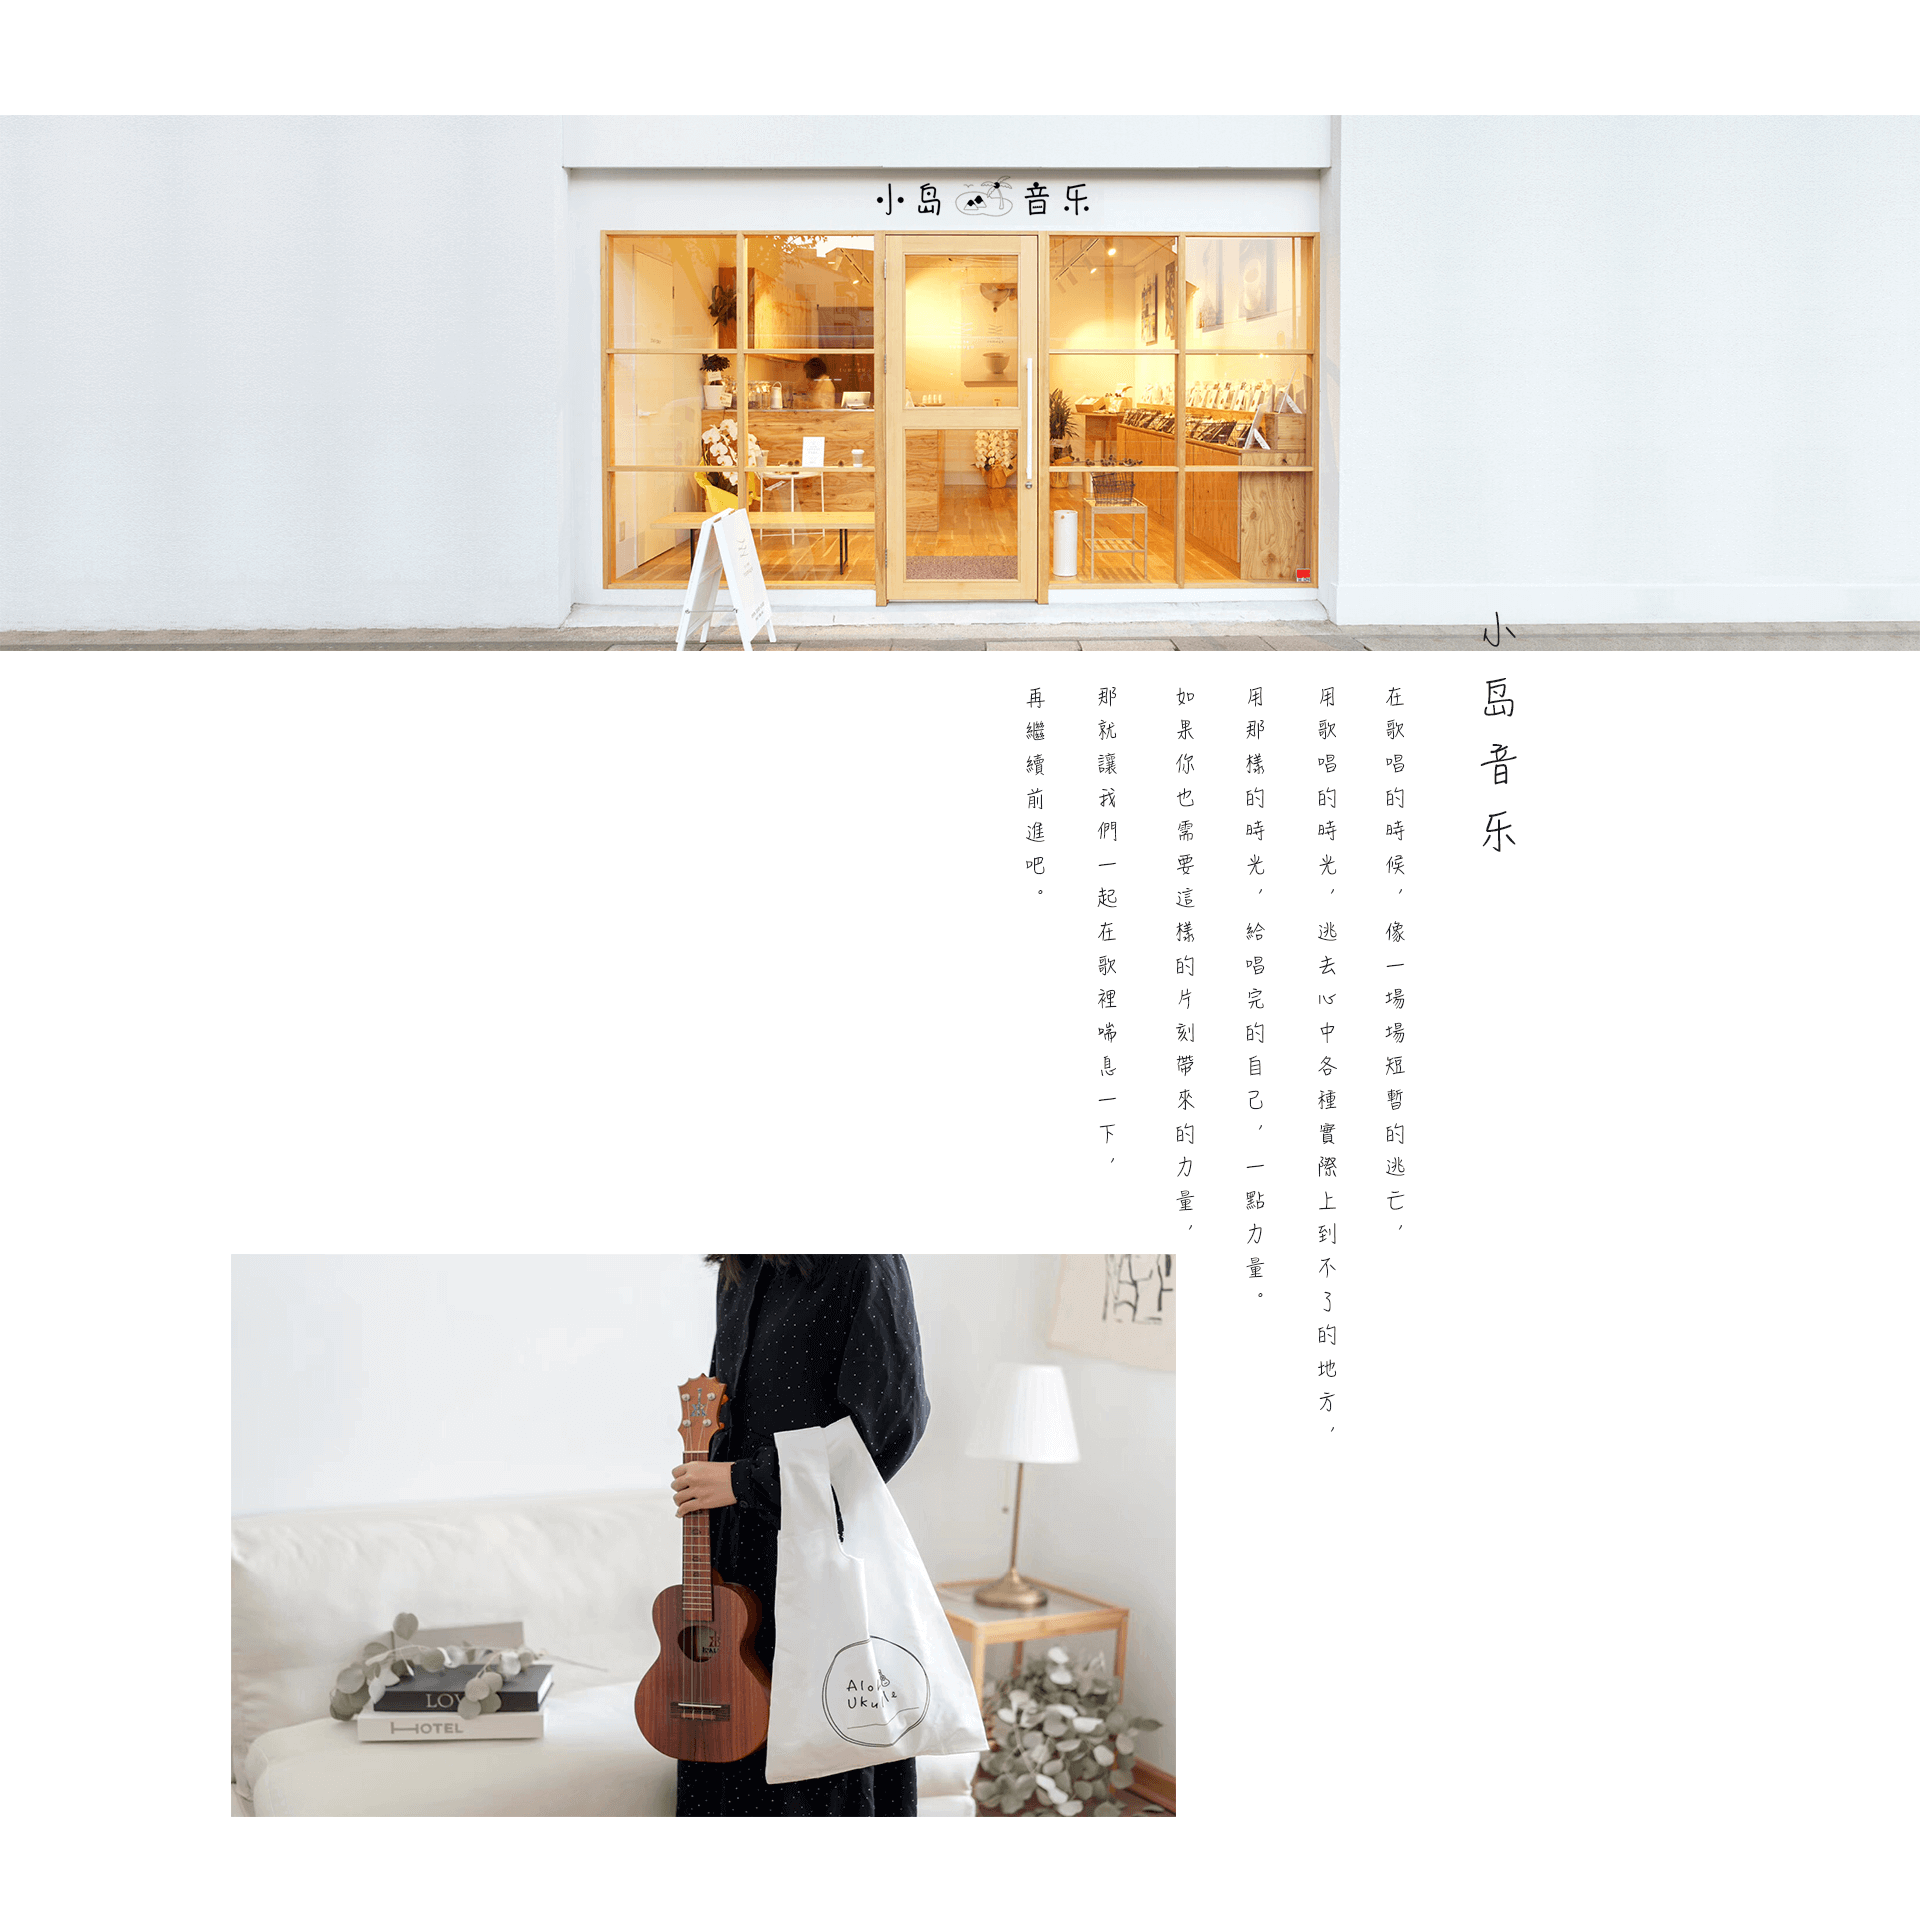 小岛音乐
小岛音乐
在歌唱的時候，像一場場短暫的逃亡，
用歌唱的時光，逃去心中各種實際上到不了的地方，
用那樣的時光，給唱完的自己，一點力量。
如果你也需要這樣的片刻帶來的力量，
那就讓我們一起在歌裡喘息一下，
再繼續前進吧。
HOTEL